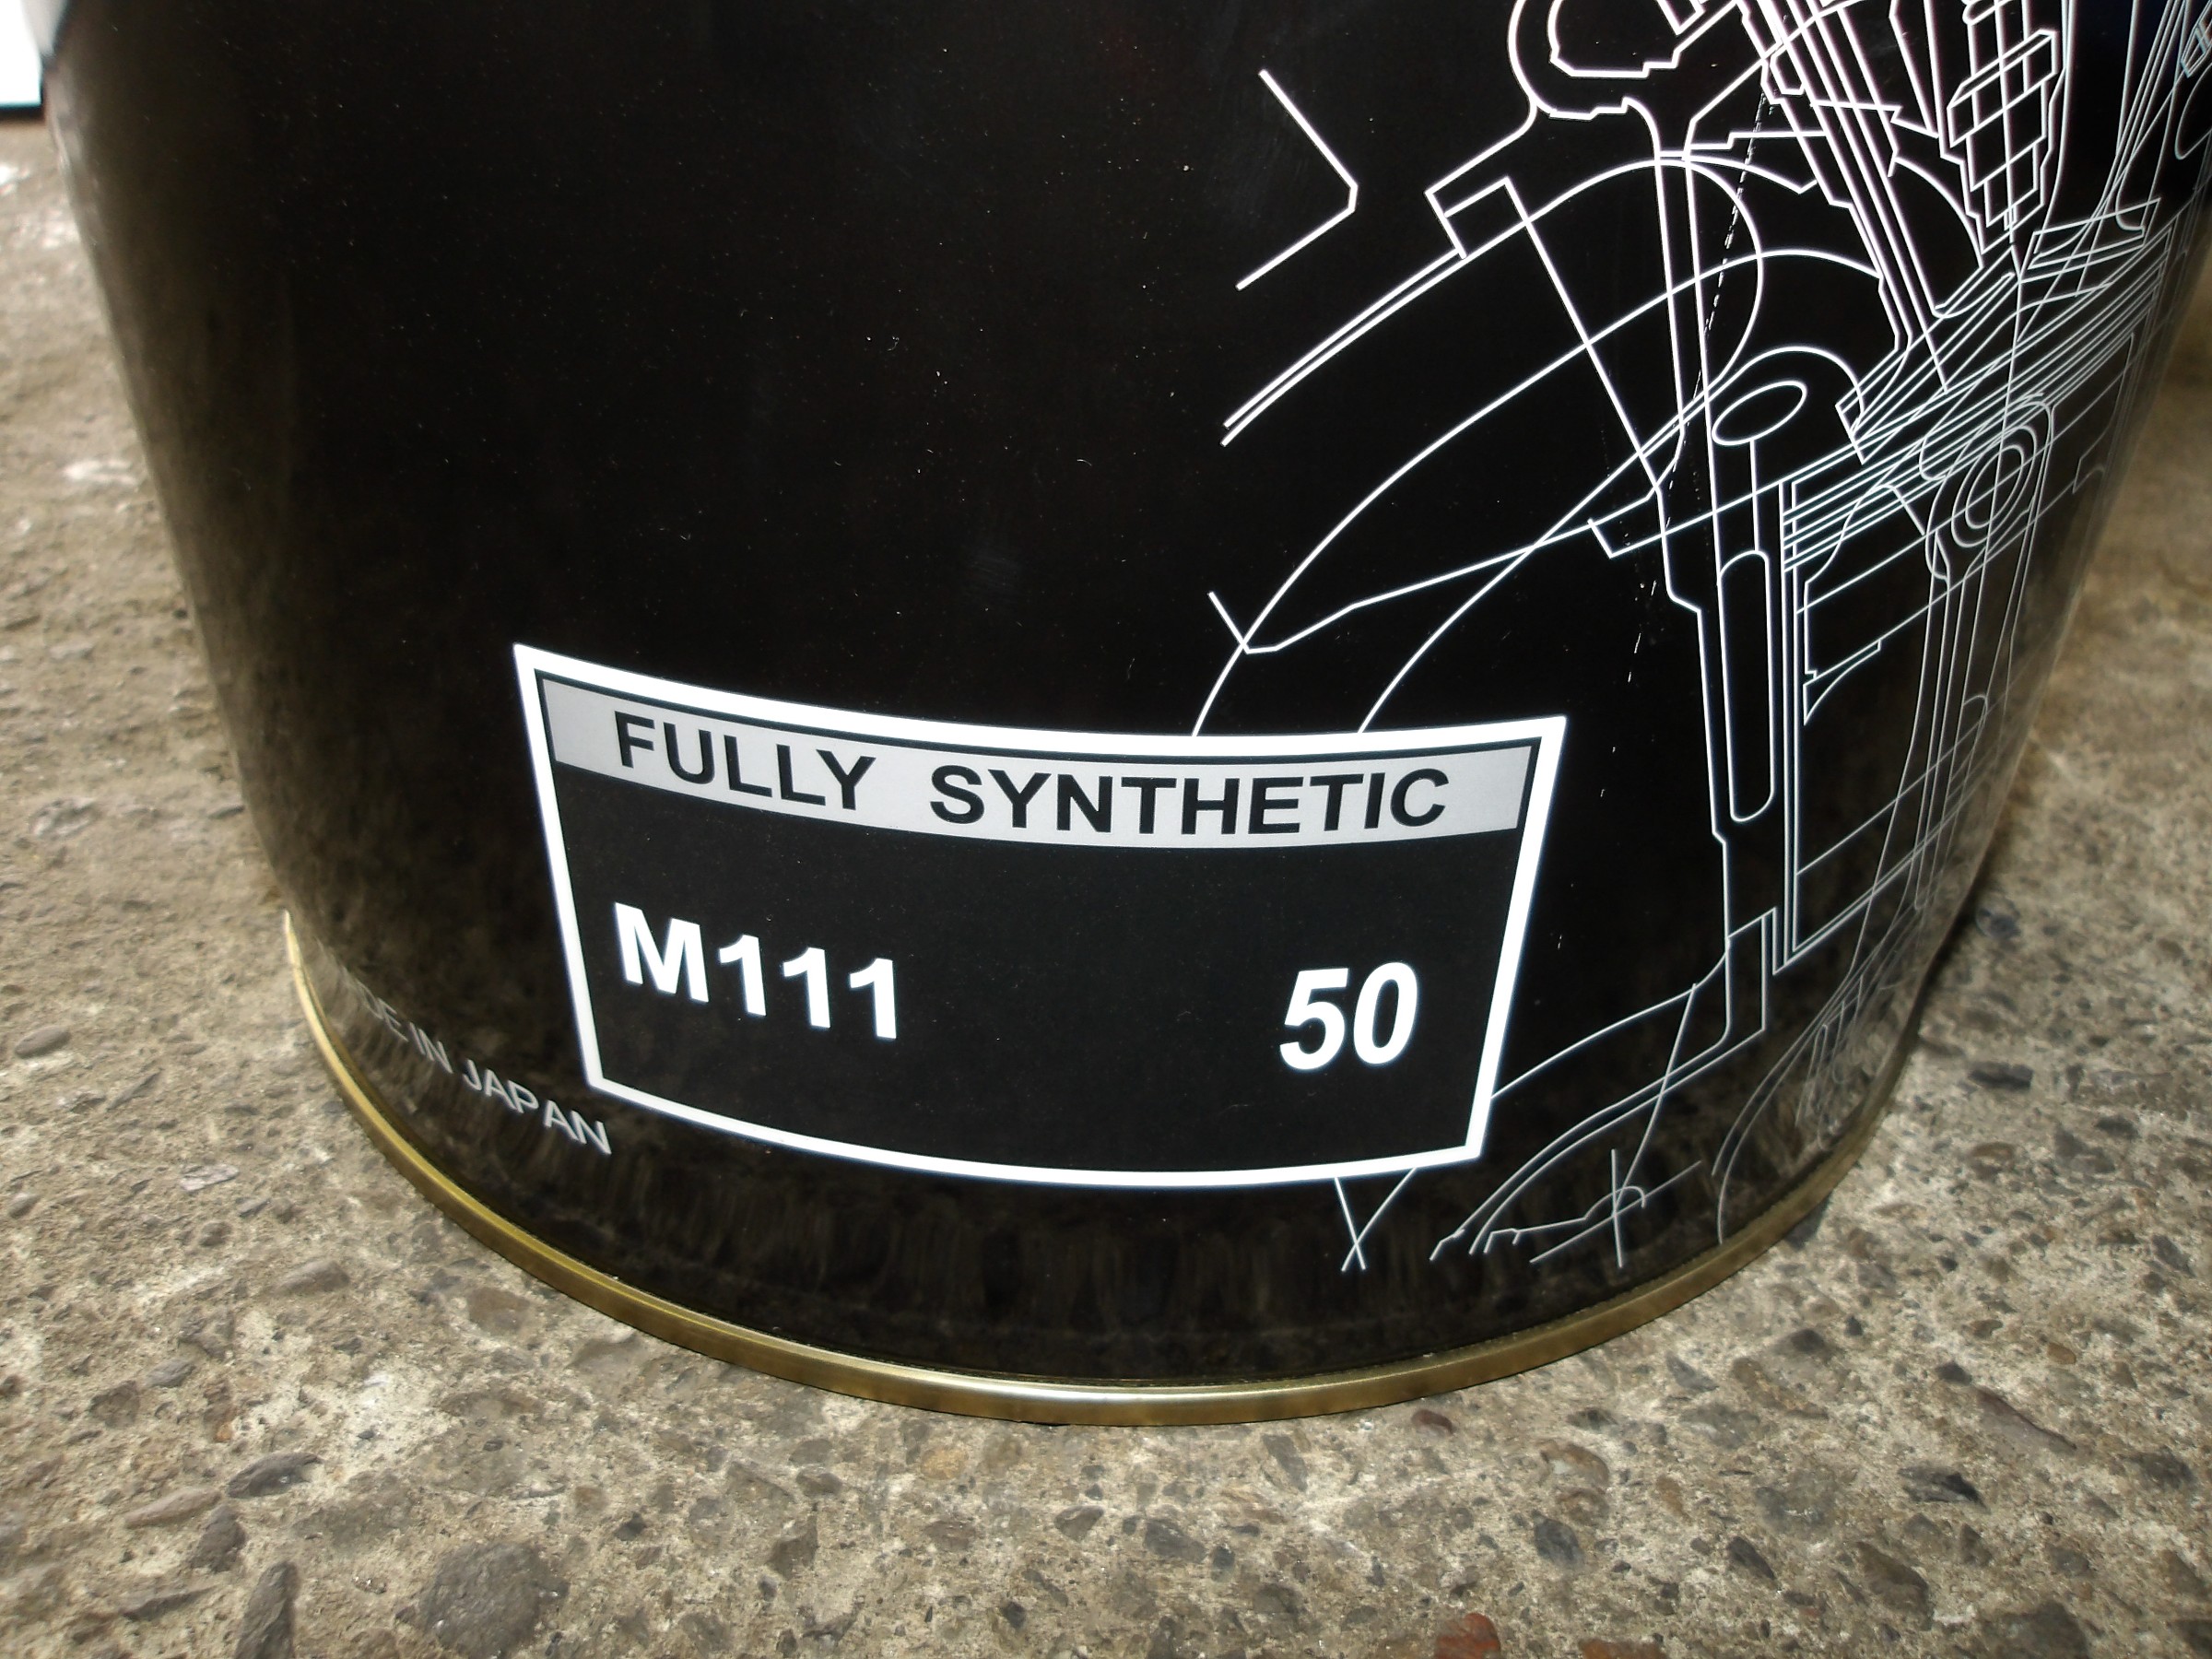 FULLY SYNTHETIC
M111 50
IN JAPAN